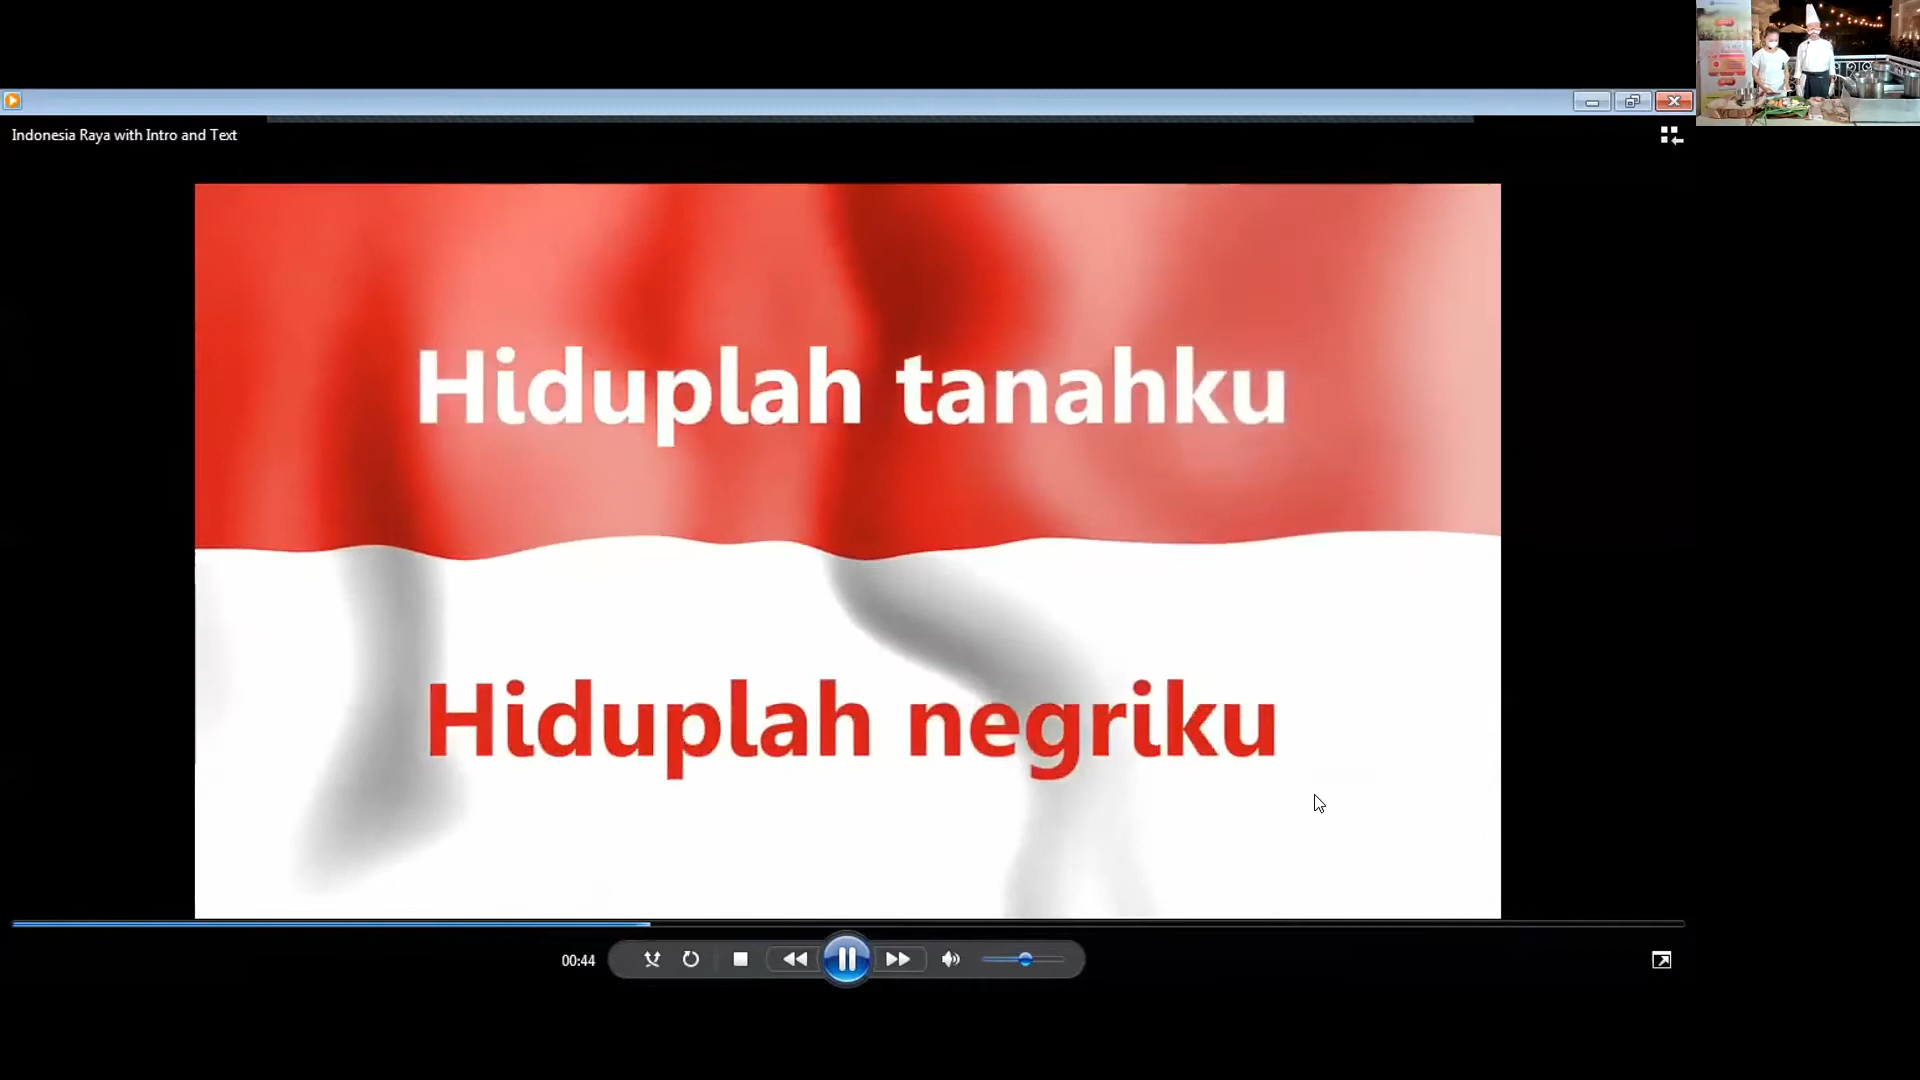 Indonesia Raya with Intro and Text
Hiduplah tanahku
Hiduplah negriku
00:44